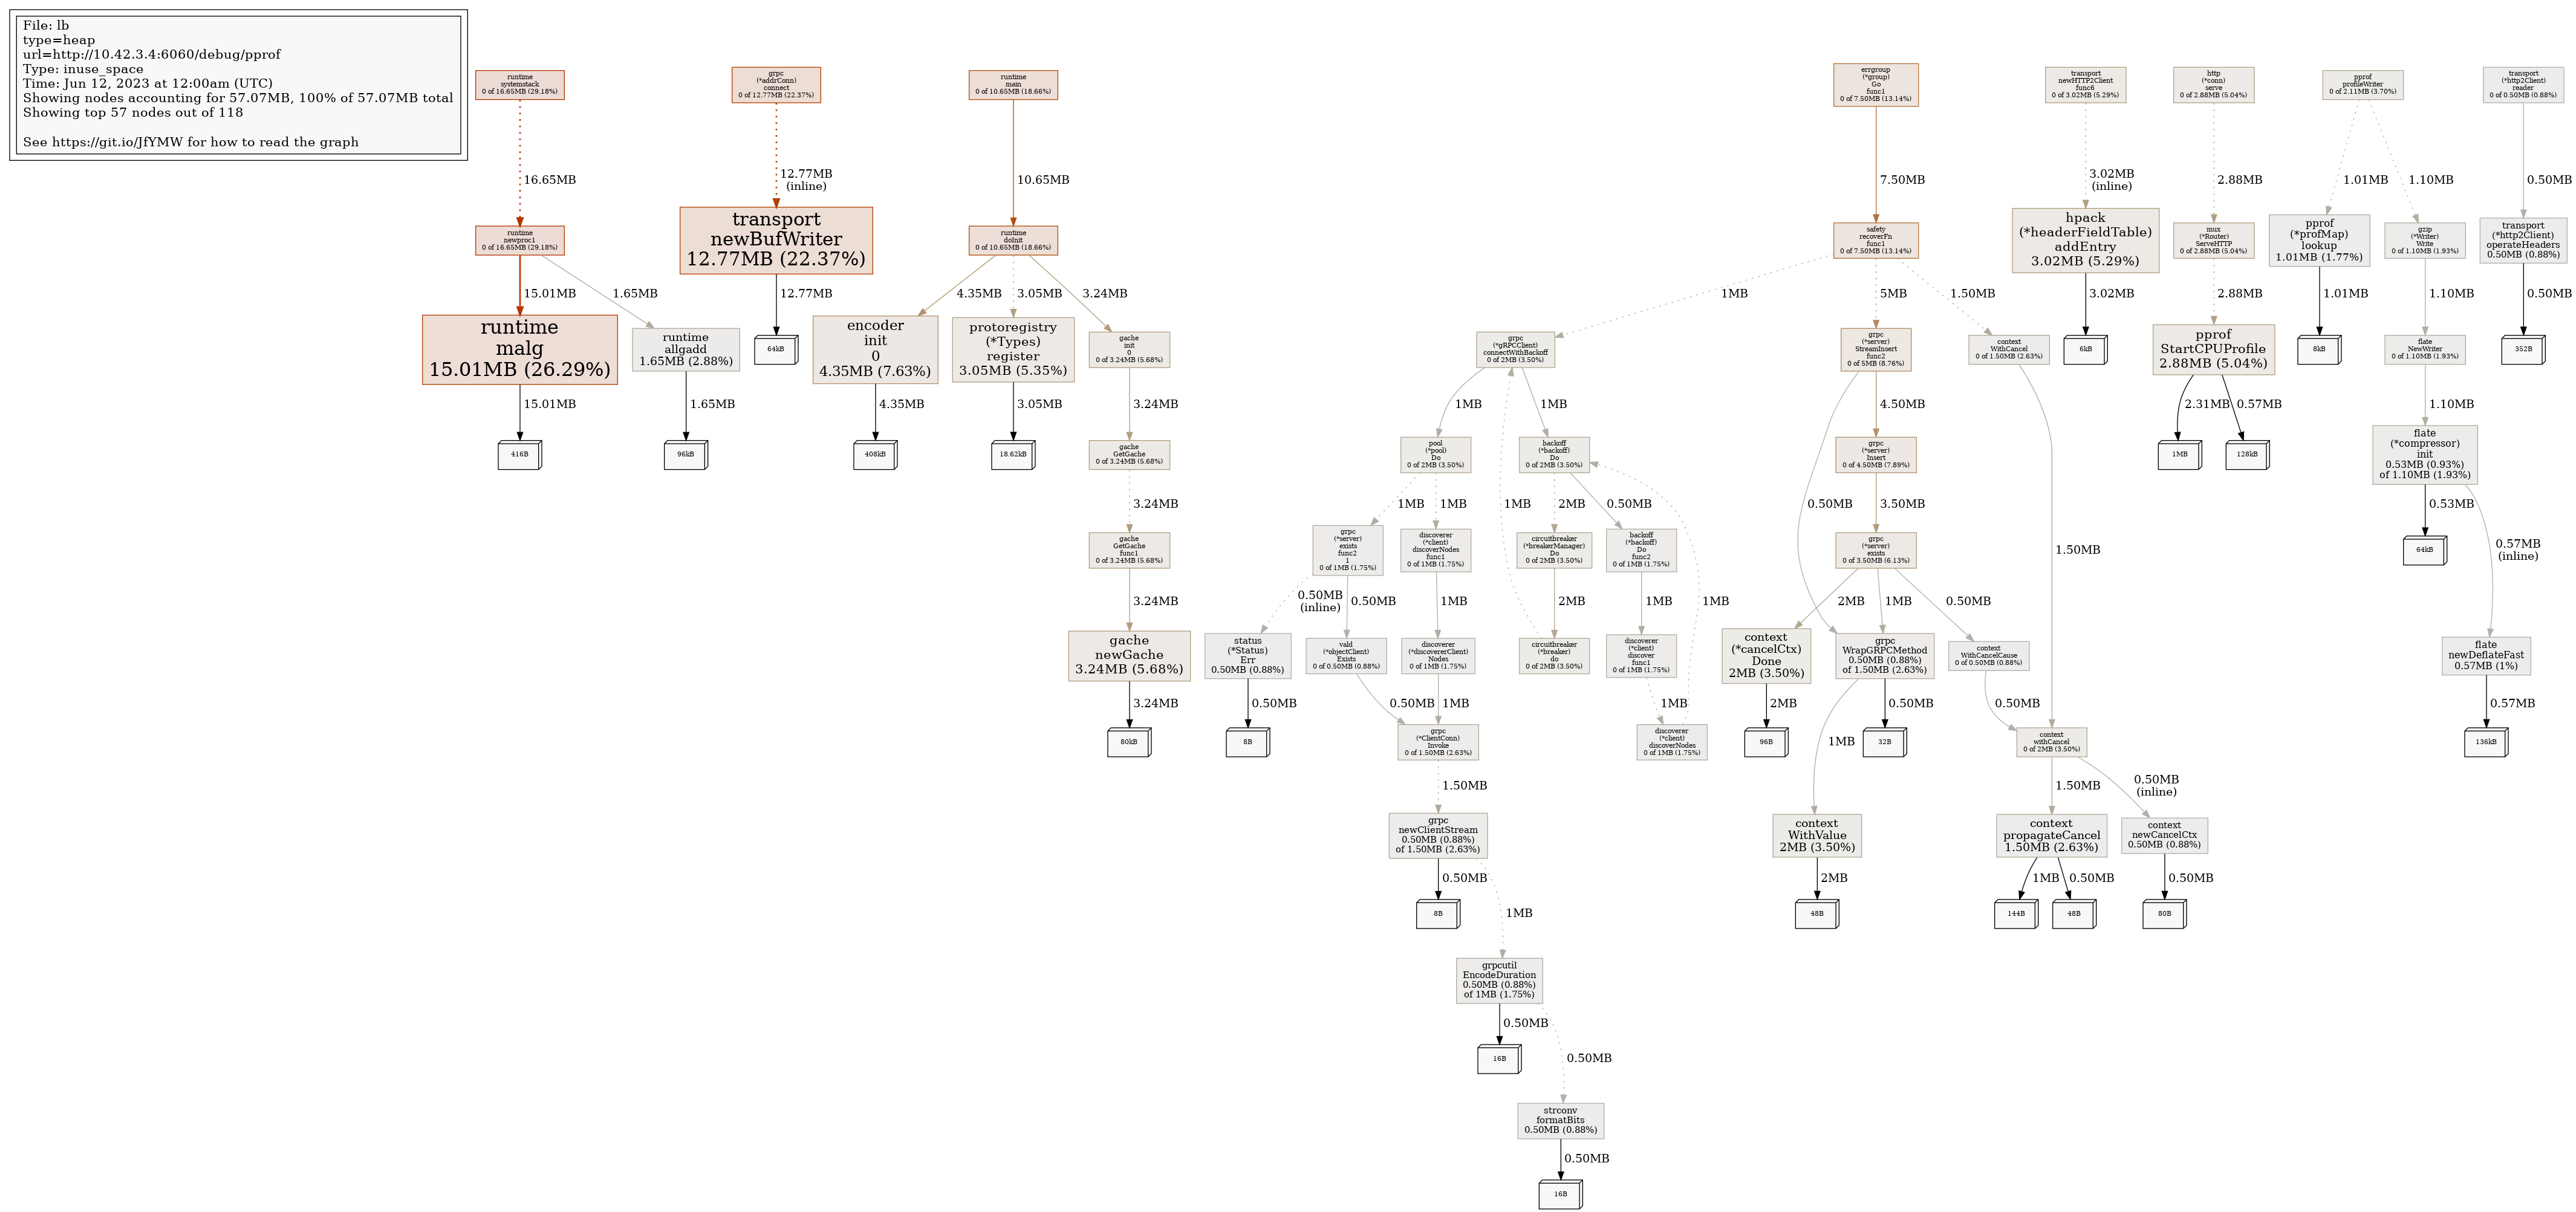 File: lb
type=heap
url=http://10.42.3.4:6060/debug/pprof
Type: inuse_space
Time: Jun 12, 2023 at 12:00am (UTC)
Showing nodes accounting for 57.07MB, 100% of 57.07MB total
Showing top 57 nodes out of 118
See https://git.io/JfYMW for how to read the graph
runtime
systemstack
0 of 16.65MB (29.18%)
16.65MB
runtime
newproc1
0 of 16.65MB (29.18%)
15.01MB
1.65MB
runtime
malg
15.01MB (26.29%)
15.01MB
416B
runtime
allgadd
1.65MB (2.88%)
1.65MB
96kB
grpc
(*addrConn)
connect
0 of 12.77MB (22.37%)
12.77MB
(inline)
transport
newBufWriter
12.77MB (22.37%)
12.77MB
64kB
runtime
main
0 of 10.65MB (18.66%)
10.65MB
runtime
doInit
0 of 10.65MB (18.66%)
4.35MB
3.05MB
3.24MB
encoder
init
0
4.35MB (7.63%)
4.35MB
408kB
protoregistry
(*Types)
register
3.05MB (5.35%)
3.05MB
18.62kB
gache
init
0
0 of 3.24MB (5.68%)
3.24MB
gache
GetGache
0 of 3.24MB (5.68%)
3.24MB
gache
GetGache
func1
0 of 3.24MB (5.68%)
3.24MB
gache
newGache
3.24MB (5.68%)
3.24MB
80kB
errgroup
(*group)
Go
func1
0 of 7.50MB (13.14%)
7.50MB
safety
recoverFn
func1
0 of 7.50MB (13.14%)
1MB
5MB
1.50MB
grpc
(*gRPCClient)
connectWithBackoff
0 of 2MB (3.50%)
1MB
1MB
pool
(*pool)
Do
0 of 2MB (3.50%)
1MB
1MB
backoff
(*backoff)
Do
0 of 2MB (3.50%)
1MB
2MB
0.50MB
grpc
(*server)
exists
func2
1
0 of 1MB (1.75%)
0.50MB
(inline)
0.50MB
discoverer
(*client)
discoverNodes
func1
0 of 1MB (1.75%)
1MB
circuitbreaker
(*breakerManager)
Do
0 of 2MB (3.50%)
2MB
backoff
(*backoff)
Do
func2
0 of 1MB (1.75%)
1MB
1MB
status
(*Status)
Err
0.50MB (0.88%)
0.50MB
8B
vald
(*objectClient)
Exists
0 of 0.50MB (0.88%)
0.50MB
discoverer
(*discovererClient)
Nodes
0 of 1MB (1.75%)
1MB
circuitbreaker
(*breaker)
do
0 of 2MB (3.50%)
discoverer
(*client)
discover
func1
0 of 1MB (1.75%)
1MB
discoverer
(*client)
discoverNodes
0 of 1MB (1.75%)
grpc
(*ClientConn)
Invoke
0 of 1.50MB (2.63%)
1.50MB
grpc
newClientStream
0.50MB (0.88%)
of 1.50MB (2.63%)
0.50MB
8B
1MB
grpcutil
EncodeDuration
0.50MB (0.88%)
of 1MB (1.75%)
0.50MB
16B
0.50MB
strconv
formatBits
0.50MB (0.88%)
0.50MB
16B
grpc
(*server)
StreamInsert
func2
0 of 5MB (8.76%)
0.50MB
4.50MB
grpc
(*server)
Insert
0 of 4.50MB (7.89%)
3.50MB
grpc
(*server)
exists
0 of 3.50MB (6.13%)
2MB
1MB
0.50MB
context
(*cancelCtx)
Done
2MB (3.50%)
2MB
96B
grpc
WrapGRPCMethod
0.50MB (0.88%)
of 1.50MB (2.63%)
1MB
0.50MB
32B
context
WithValue
2MB (3.50%)
2MB
48B
context
WithCancel
0 of 1.50MB (2.63%)
1.50MB
context
WithCancelCause
0 of 0.50MB (0.88%)
0.50MB
context
withCancel
0 of 2MB (3.50%)
1.50MB
0.50MB
(inline)
context
propagateCancel
1.50MB (2.63%)
1MB
0.50MB
144B
48B
context
newCancelCtx
0.50MB (0.88%)
0.50MB
80B
transport
newHTTP2Client
func6
0 of 3.02MB (5.29%)
3.02MB
(inline)
hpack
(*headerFieldTable)
addEntry
3.02MB (5.29%)
3.02MB
6kB
http
(*conn)
serve
0 of 2.88MB (5.04%)
2.88MB
mux
(*Router)
ServeHTTP
0 of 2.88MB (5.04%)
2.88MB
pprof
StartCPUProfile
2.88MB (5.04%)
2.31MB
0.57MB
1MB
128kB
pprof
profileWriter
0 of 2.11MB (3.70%)
1.01MB
1.10MB
pprof
(*profMap)
lookup
1.01MB (1.77%)
1.01MB
8kB
gzip
(*Writer)
Write
0 of 1.10MB (1.93%)
1.10MB
flate
NewWriter
0 of 1.10MB (1.93%)
1.10MB
flate
(*compressor)
init
0.53MB (0.93%)
of 1.10MB (1.93%)
0.53MB
64kB
0.57MB
(inline)
flate
newDeflateFast
0.57MB (1%)
0.57MB
136kB
transport
(*http2Client)
reader
0 of 0.50MB (0.88%)
0.50MB
transport
(*http2Client)
operateHeaders
0.50MB (0.88%)
0.50MB
352B